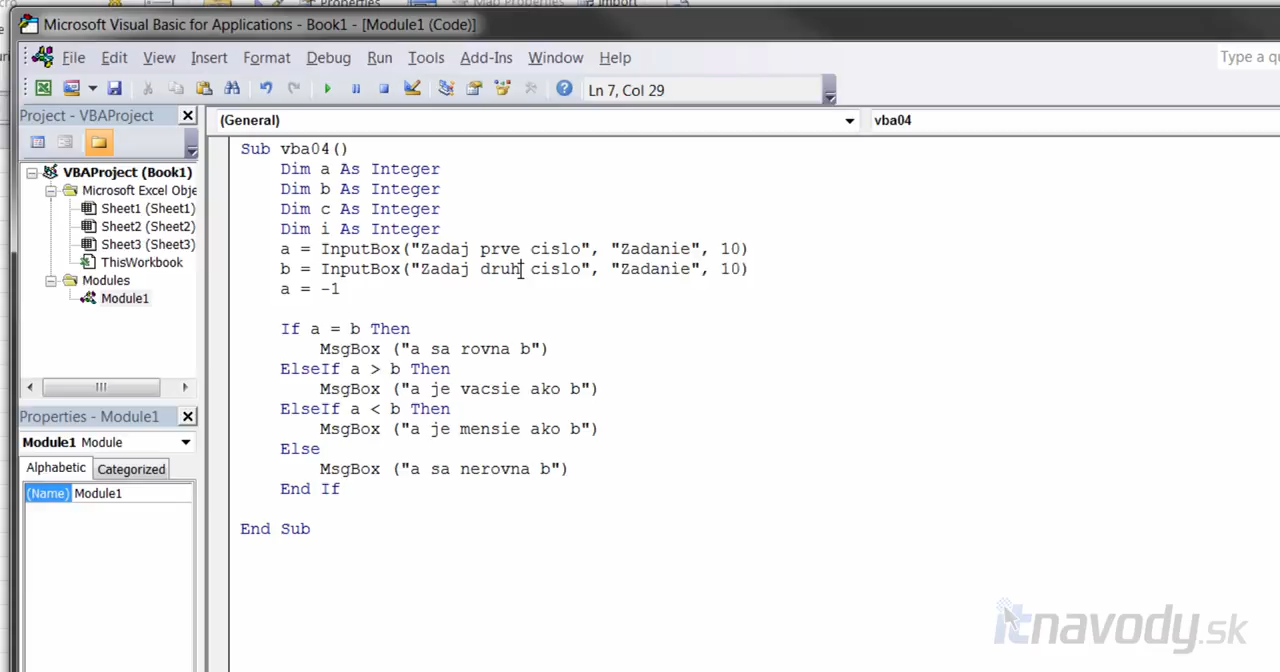 Properties
Map Properties
Import
Microsoft Visual Basic for Applications - Book1 - [Module1 (Code)]
File Edit View Insert Format Debug Run Tools Add-Ins Window Help
Type a qu
Ln 7, Col 29
Project - VBAProject
(General)
vba04
VBAProject (Book1)
Microsoft Excel Obje
Sheet1 (Sheet1)
Sheet2 (Sheet2)
Sheet3 (Sheet3)
ThisWorkbook
Modules
Module1
Properties - Module1
Module1 Module
Alphabetic Categorized
(Name) Module1
Sub vba04()
Dim a As Integer
Dim b As Integer
Dim c As Integer
Dim i As Integer
a = InputBox("Zadaj prve cislo", "Zadanie", 10)
b = InputBox("Zadaj druh cislo", "Zadanie", 10)
a = -1
If a = b Then
MsgBox ("a sa rovna b")
ElseIf a > b Then
MsgBox ("a je vacsie ako b")
ElseIf a < b Then
MsgBox ("a je mensie ako b")
Else
MsgBox ("a sa nerovna b")
End If
End Sub
itnavody.sk